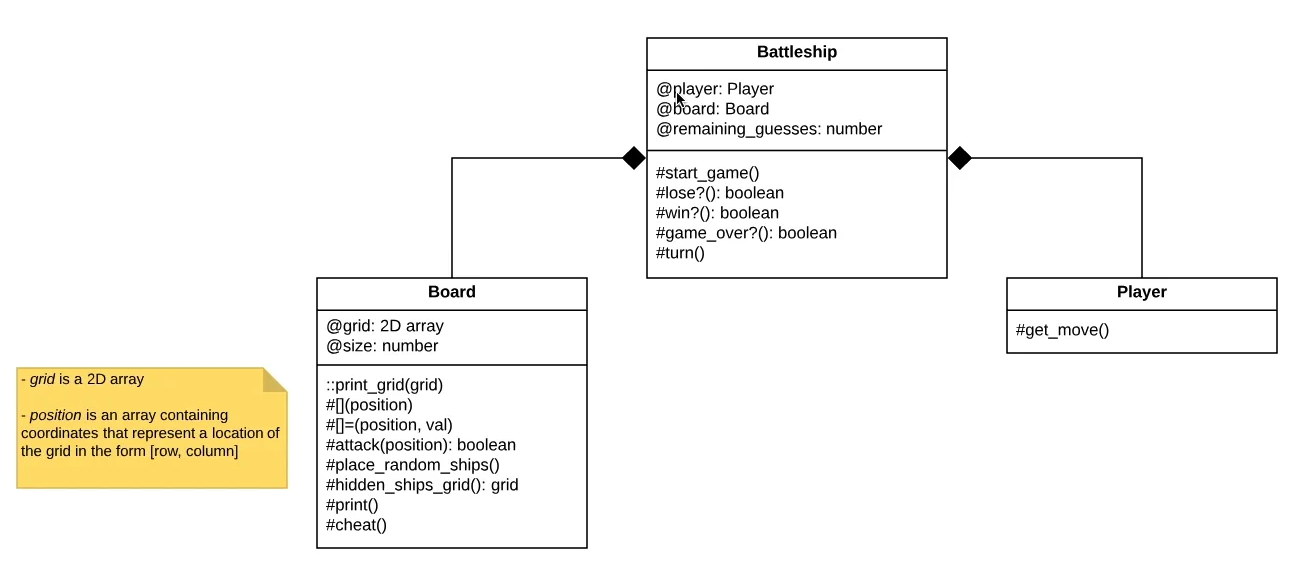 Battleship
@player: Player
@board: Board
@remaining_guesses: number
#start_game()
#lose?(): boolean
#win?(): boolean
#game_over?(): boolean
#turn()
Board
@grid: 2D array
@size: number
::print_grid(grid)
#[](position)
#[]=(position, val)
#attack(position): boolean
#place_random_ships()
#hidden_ships_grid(): grid
#print()
#cheat()
Player
#get_move()
- grid is a 2D array
- position is an array containing
coordinates that represent a location of
the grid in the form [row, column]